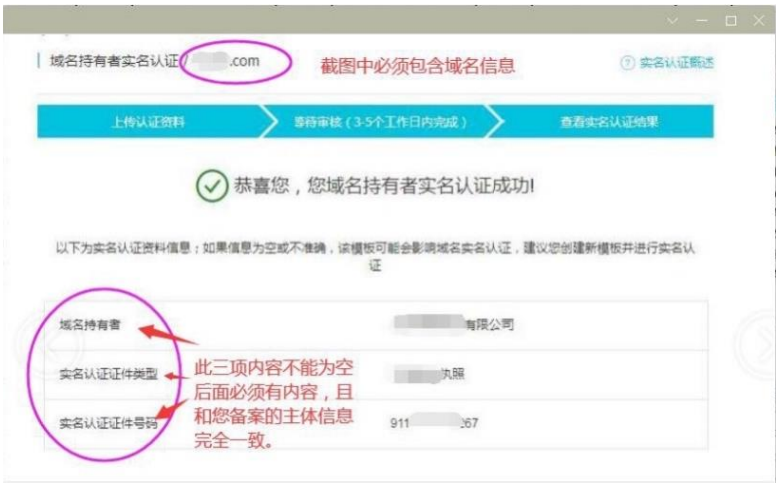 域名持有者实名认证 / .com
截图中必须包含域名信息
实名认证概述
上传认证资料
等待审核（3-5个工作日内完成）
查看实名认证结果
恭喜您，您域名持有者实名认证成功!
以下为实名认证资料信息；如果信息为空或不准确，该模板可能会影响域名实名认证，建议您创建新模板并进行实名认
证
域名持有者
有限公司
实名认证证件类型
执照
实名认证证件号码
911 267
此三项内容不能为空
后面必须有内容，且
和您备案的主体信息
完全一致。